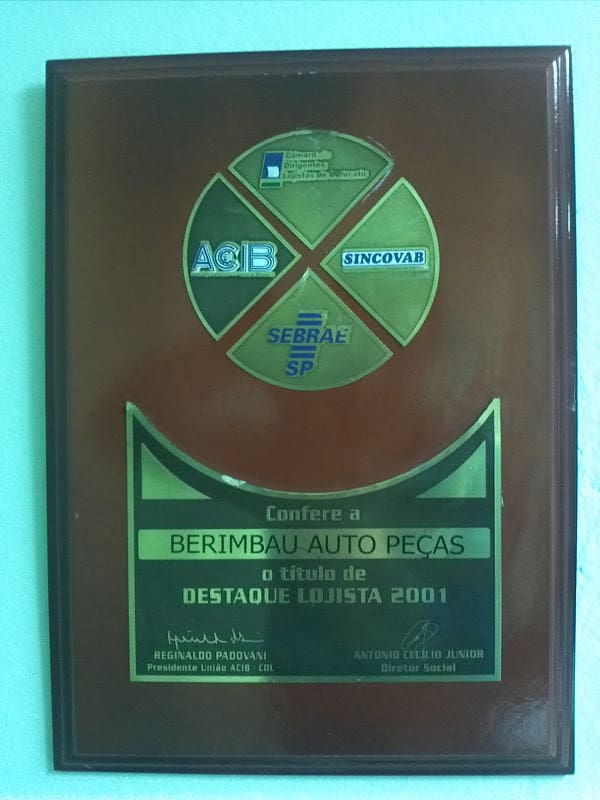 Câmara
Dirigentes
Lojistas de Botucatu
ACIB
SINCOVAB
SEBRAE
SP
Confere a
BERIMBAU AUTO PEÇAS
o título de
DESTAQUE LOJISTA 2001
REGINALDO PADOVANI
Presidente União ACIB - CDL
ANTONIO CECILIO JUNIOR
Diretor Social